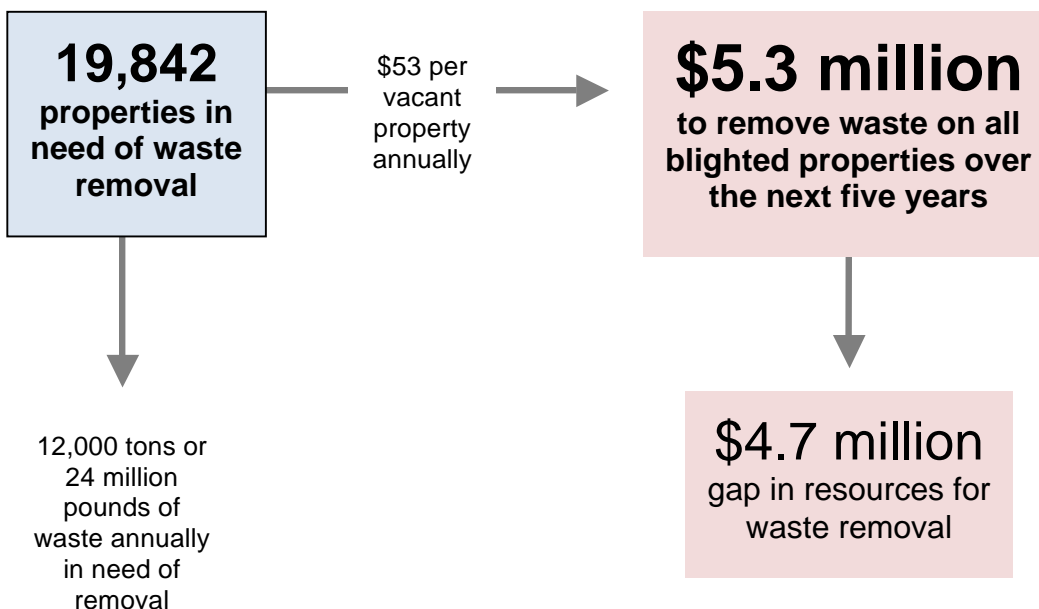 19,842
properties in
need of waste
removal
$53 per
vacant
property
annually
$5.3 million
to remove waste on all
blighted properties over
the next five years
12,000 tons or
24 million
pounds of
waste annually
in need of
removal
$4.7 million
gap in resources for
waste removal